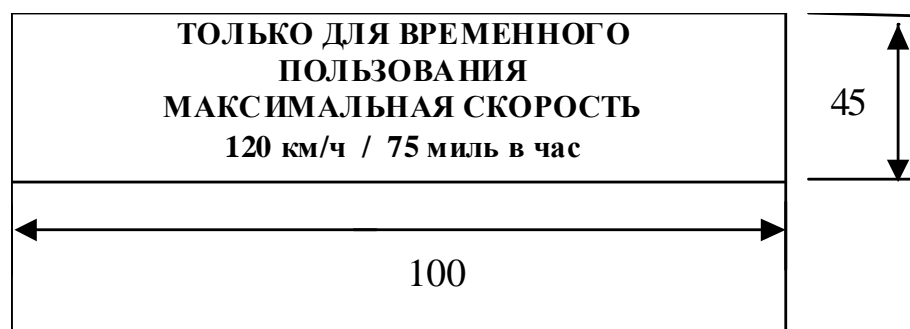 ТОЛЬКО ДЛЯ ВРЕМЕННОГО
ПОЛЬЗОВАНИЯ
МАКСИМАЛЬНАЯ СКОРОСТЬ
120 км/ч / 75 миль в час
45
100